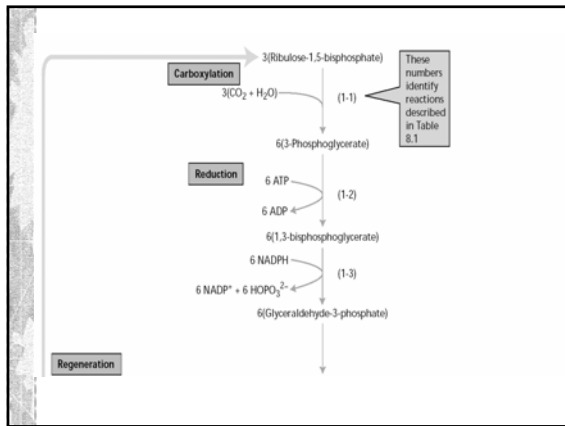 3(Ribulose-1,5-bisphosphate)
Carboxylation
3(CO₂ + H₂O)
(1-1)
These
numbers
identify
reactions
described
in Table
8.1
6(3-Phosphoglycerate)
Reduction
6 ATP
(1-2)
6 ADP
6(1,3-bisphosphoglycerate)
6 NADPH
(1-3)
6 NADP⁺ + 6 HOPO₃²⁻
6(Glyceraldehyde-3-phosphate)
Regeneration